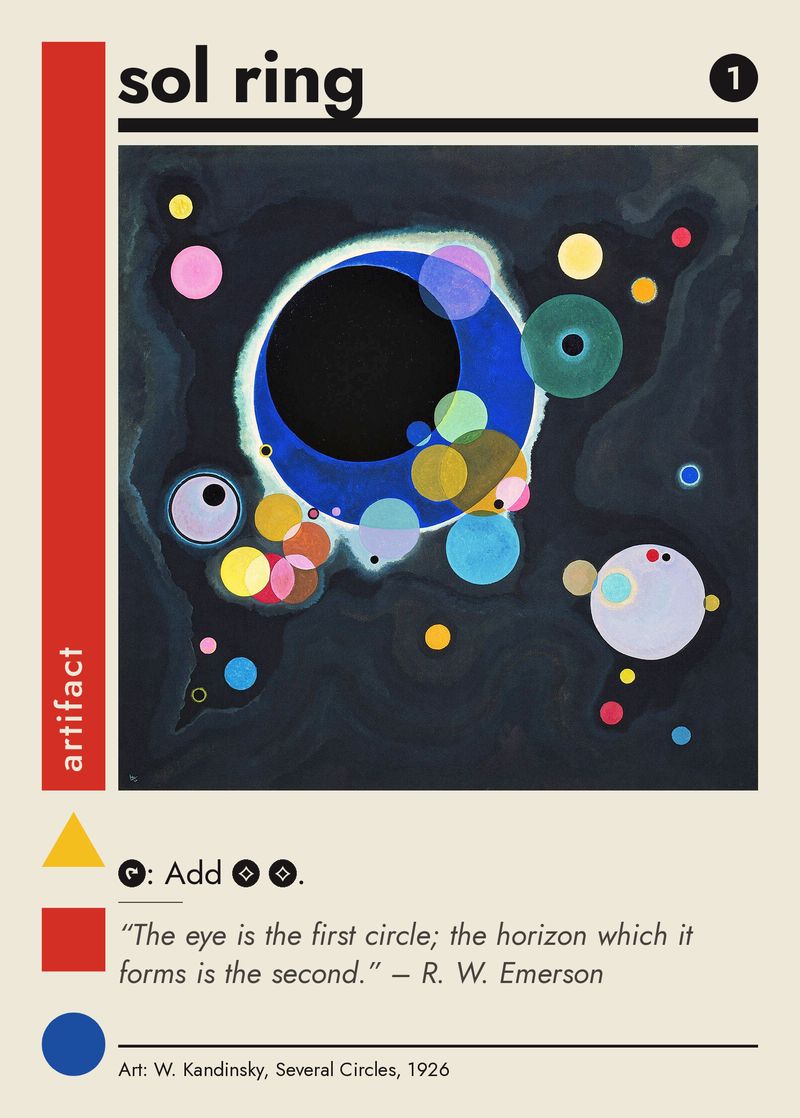 sol ring
1
artifact
: Add .
“The eye is the first circle; the horizon which it
forms is the second.” – R. W. Emerson
Art: W. Kandinsky, Several Circles, 1926